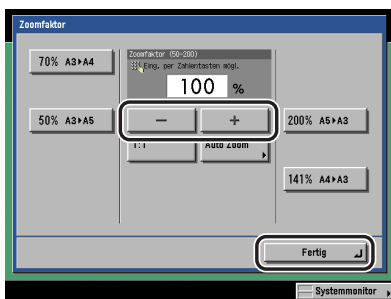 Zoomfaktor
70% A3▸A4
Zoomfaktor (50-200)
Eing. per Zahlentasten mögl.
100 %
50% A3▸A5
−
+
200% A5▸A3
1:1
Auto Zoom
141% A4▸A3
Fertig
Systemmonitor